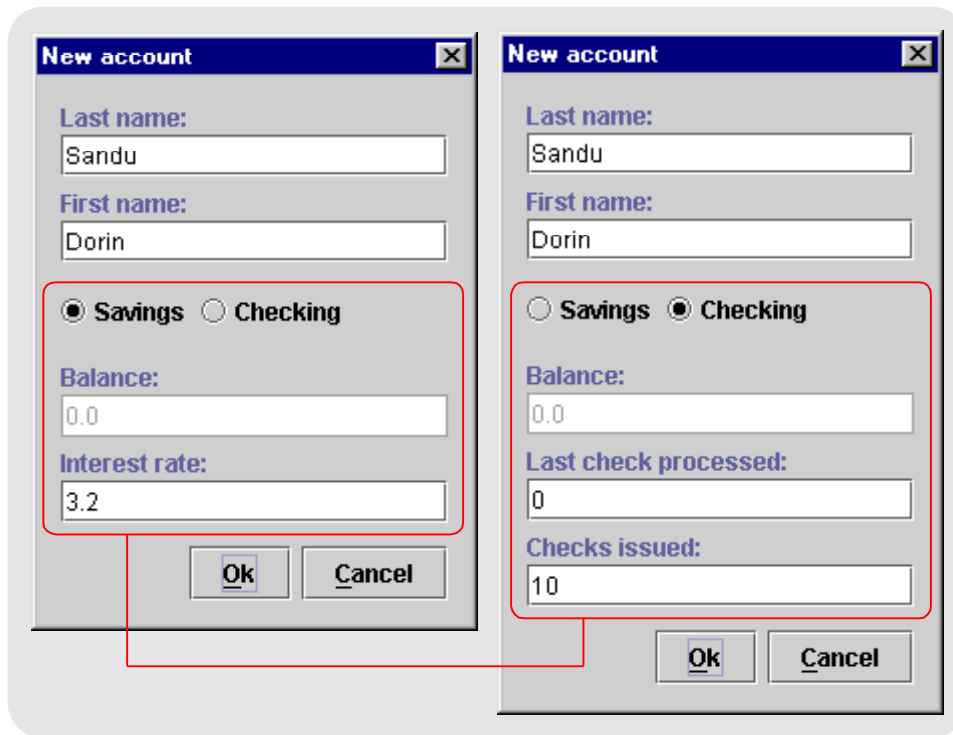 New account
Last name:
Sandu
First name:
Dorin
Savings Checking
Balance:
0.0
Interest rate:
3.2
Ok Cancel
New account
Last name:
Sandu
First name:
Dorin
Savings Checking
Balance:
0.0
Last check processed:
0
Checks issued:
10
Ok Cancel